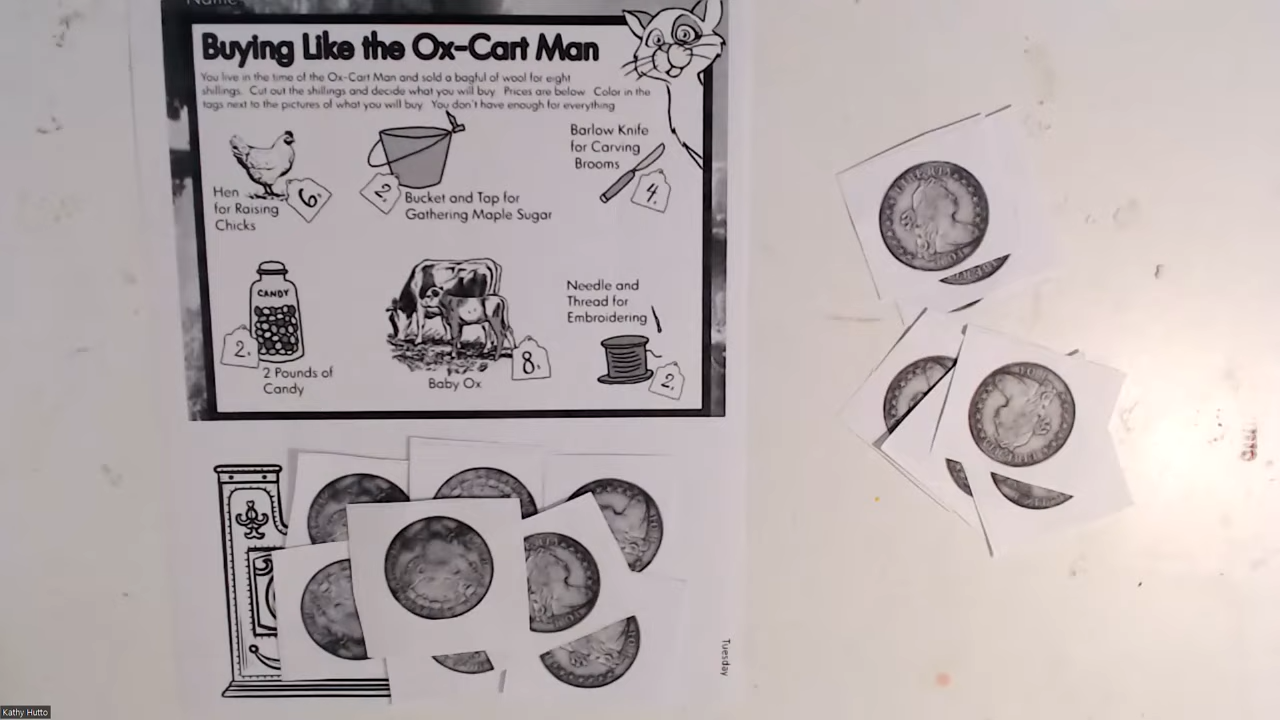 Name
Buying Like the Ox-Cart Man
You live in the time of the Ox-Cart Man and sold a bagful of wool for eight
shillings. Cut out the shillings and decide what you will buy. Prices are below. Color in the
tags next to the pictures of what you will buy. You don't have enough for everything
Barlow Knife
for Carving
Brooms
4.
Hen
for Raising
Chicks
6.
2.
Bucket and Tap for
Gathering Maple Sugar
CANDY
2.
2 Pounds of
Candy
8.
Baby Ox
Needle and
Thread for
Embroidering
2.
Tuesday
Kathy Hutto